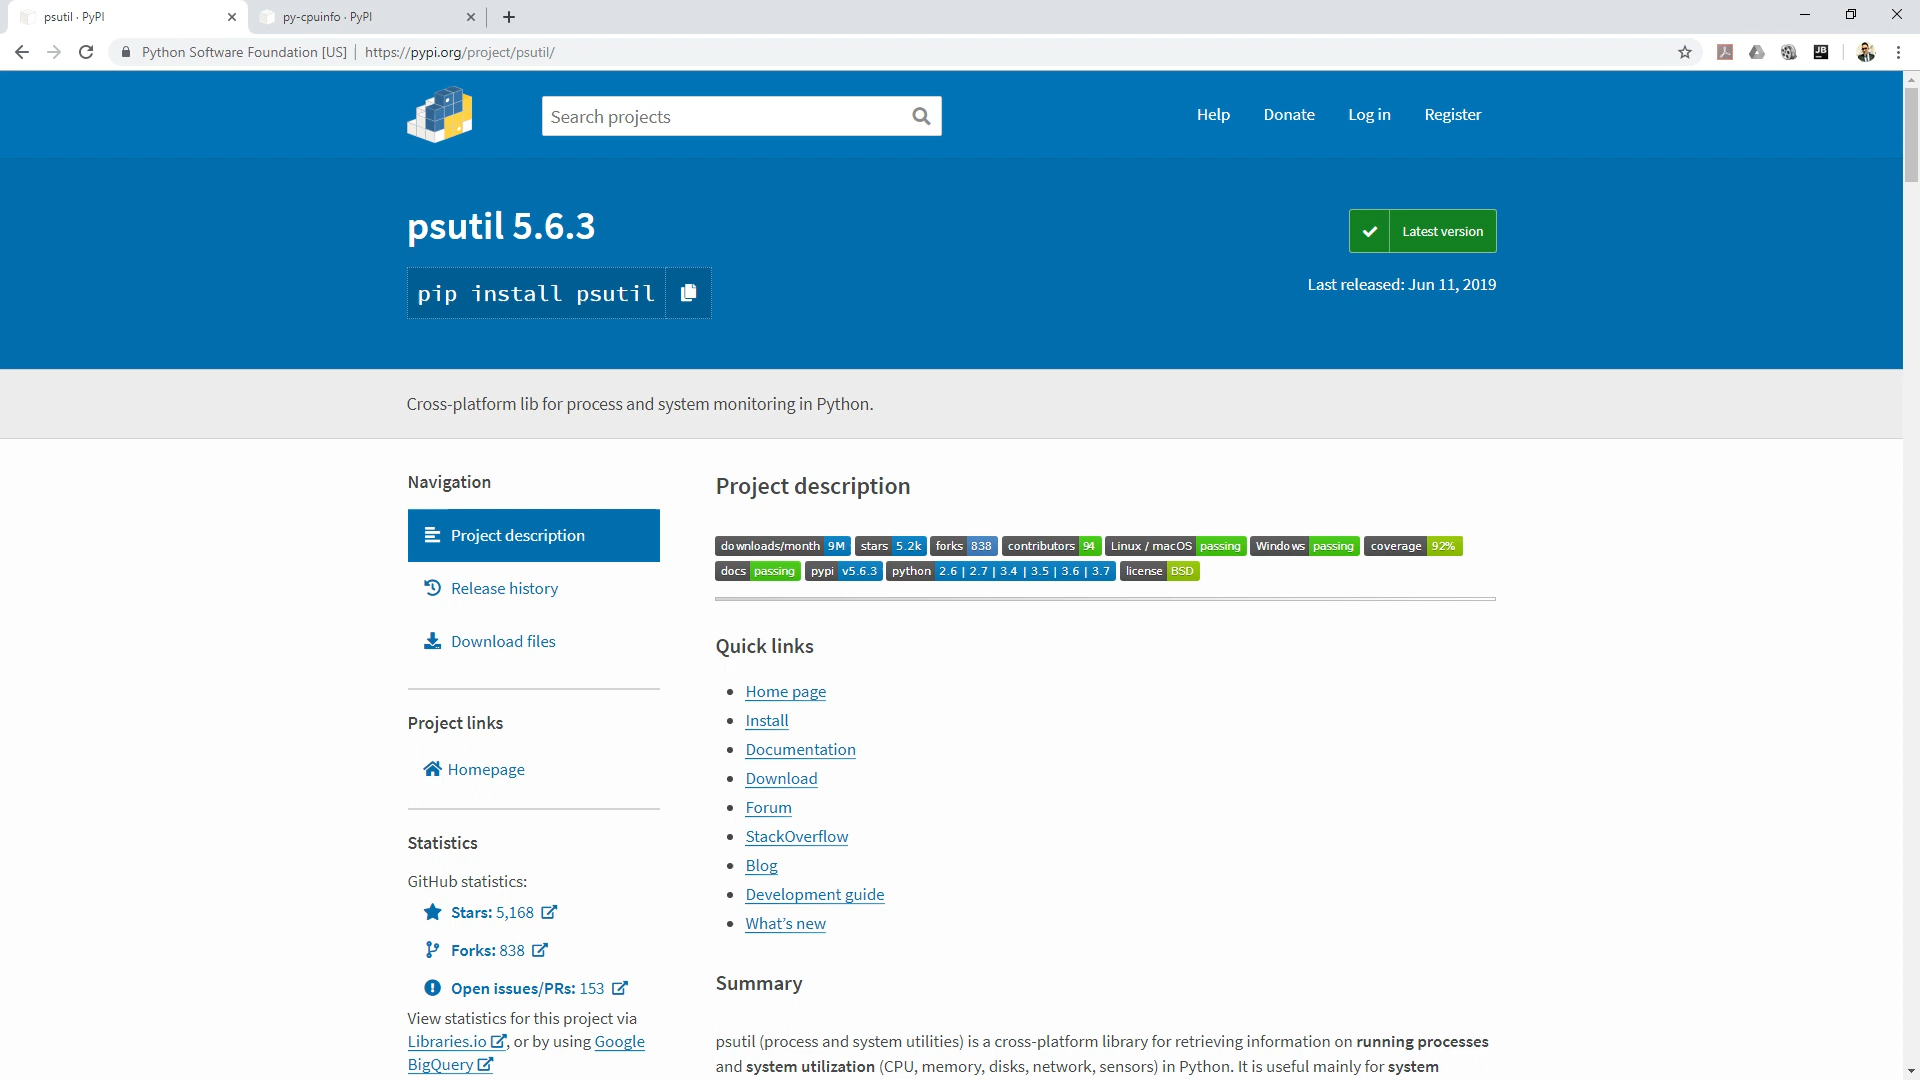 psutil · PyPI
py-cpuinfo · PyPI
Python Software Foundation [US] | https://pypi.org/project/psutil/
JB
Search projects
Help
Donate
Log in
Register
psutil 5.6.3
pip install psutil
Latest version
Last released: Jun 11, 2019
Cross-platform lib for process and system monitoring in Python.
Navigation
Project description
Release history
Download files
Project links
Homepage
Statistics
GitHub statistics:
Stars: 5,168
Forks: 838
Open issues/PRs: 153
View statistics for this project via
Libraries.io, or by using Google
BigQuery
Project description
downloads/month 9M stars 5.2k forks 838 contributors 94 Linux / macOS passing Windows passing coverage 92%
docs passing pypi v5.6.3 python 2.6 | 2.7 | 3.4 | 3.5 | 3.6 | 3.7 license BSD
Quick links
Home page
Install
Documentation
Download
Forum
StackOverflow
Blog
Development guide
What's new
Summary
psutil (process and system utilities) is a cross-platform library for retrieving information on running processes
and system utilization (CPU, memory, disks, network, sensors) in Python. It is useful mainly for system